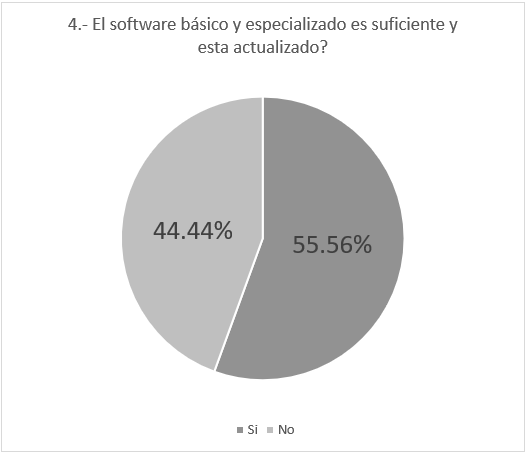 4.- El software básico y especializado es suficiente y
esta actualizado?
44.44%
55.56%
Si No